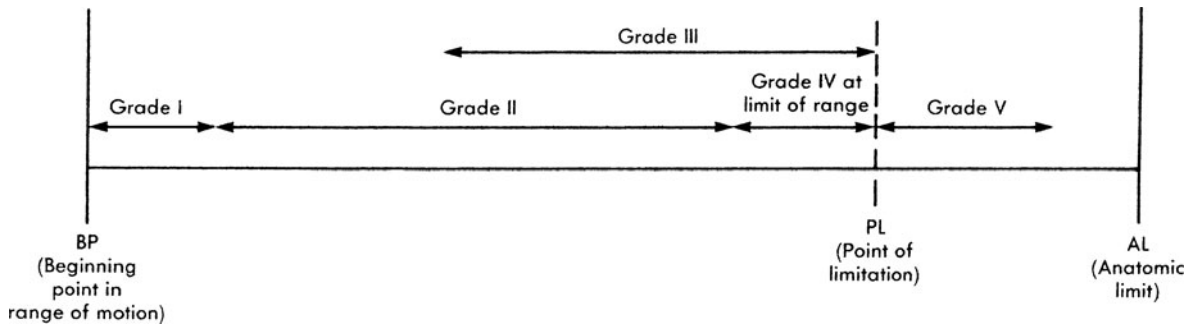 Grade III
Grade I
Grade II
Grade IV at
limit of range
Grade V
BP
(Beginning
point in
range of motion)
PL
(Point of
limitation)
AL
(Anatomic
limit)